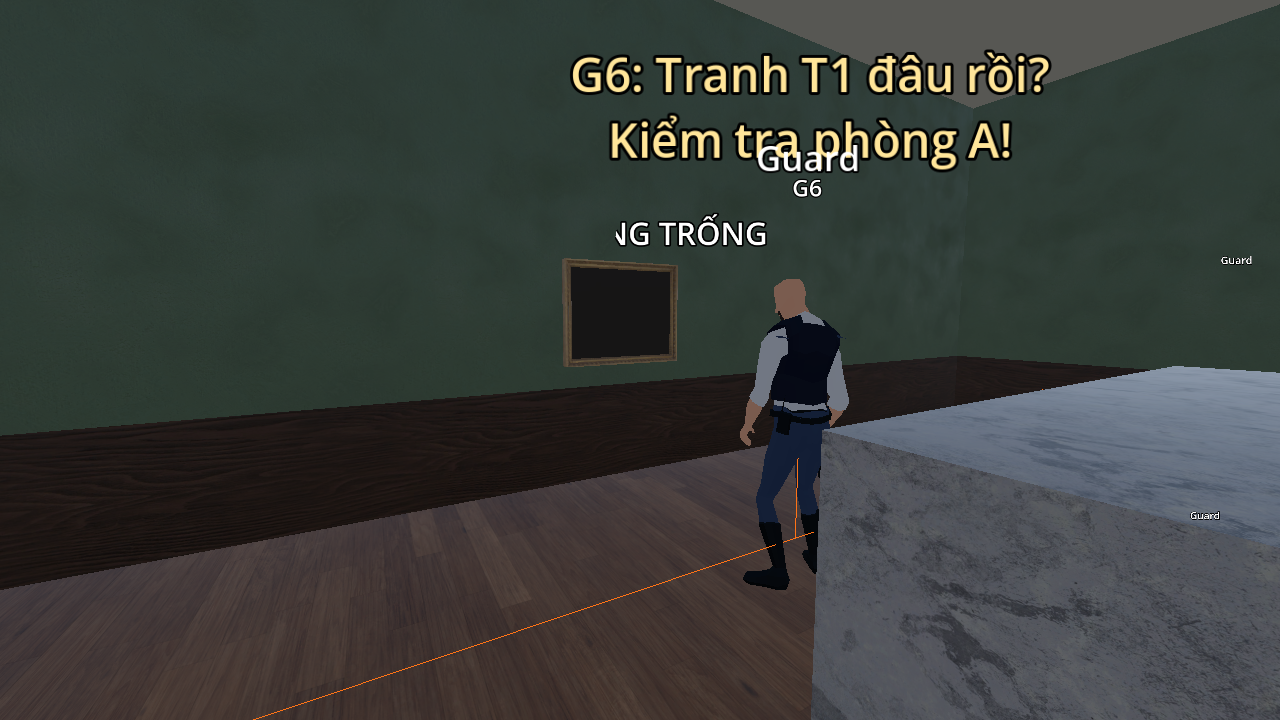 G6: Tranh T1 đâu rồi?
Kiểm tra phòng A!
Guard
G6
NG TRỐNG
Guard
Guard